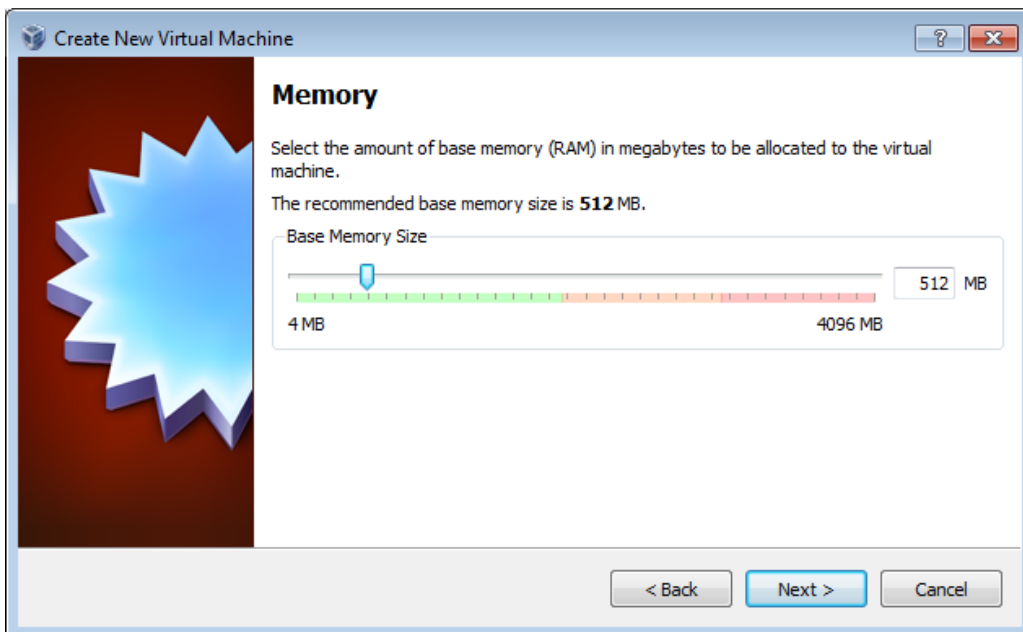 Create New Virtual Machine
Memory
Select the amount of base memory (RAM) in megabytes to be allocated to the virtual
machine.
The recommended base memory size is 512 MB.
Base Memory Size
512 MB
4 MB 4096 MB
< Back Next > Cancel